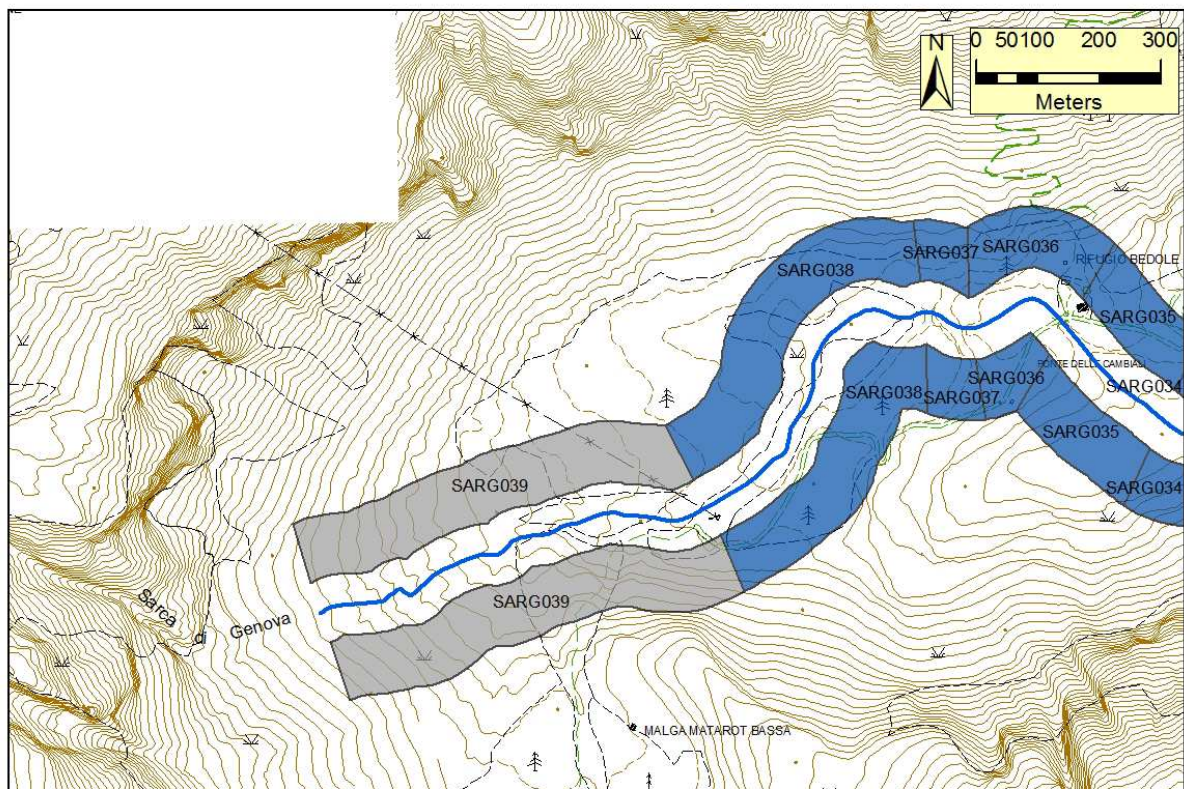 N
0 50100 200 300
Meters
SARG037
SARG036
SARG038
RIFUGIO BEDOLE
SARG035
PONTE DELLE CAMBIALI
SARG036
SARG034
SARG038
SARG037
SARG035
SARG039
SARG034
SARG039
Sarca di Genova
MALGA MATAROT BASSA